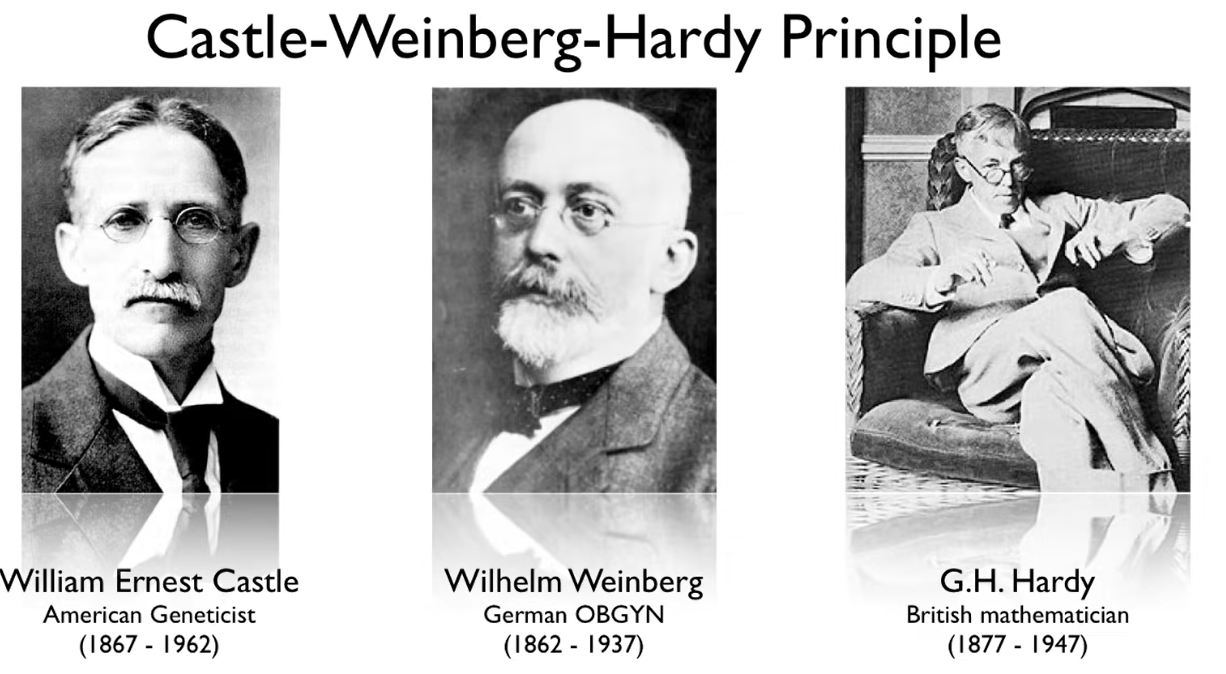 Castle-Weinberg-Hardy Principle
William Ernest Castle
American Geneticist
(1867 - 1962)
Wilhelm Weinberg
German OBGYN
(1862 - 1937)
G.H. Hardy
British mathematician
(1877 - 1947)